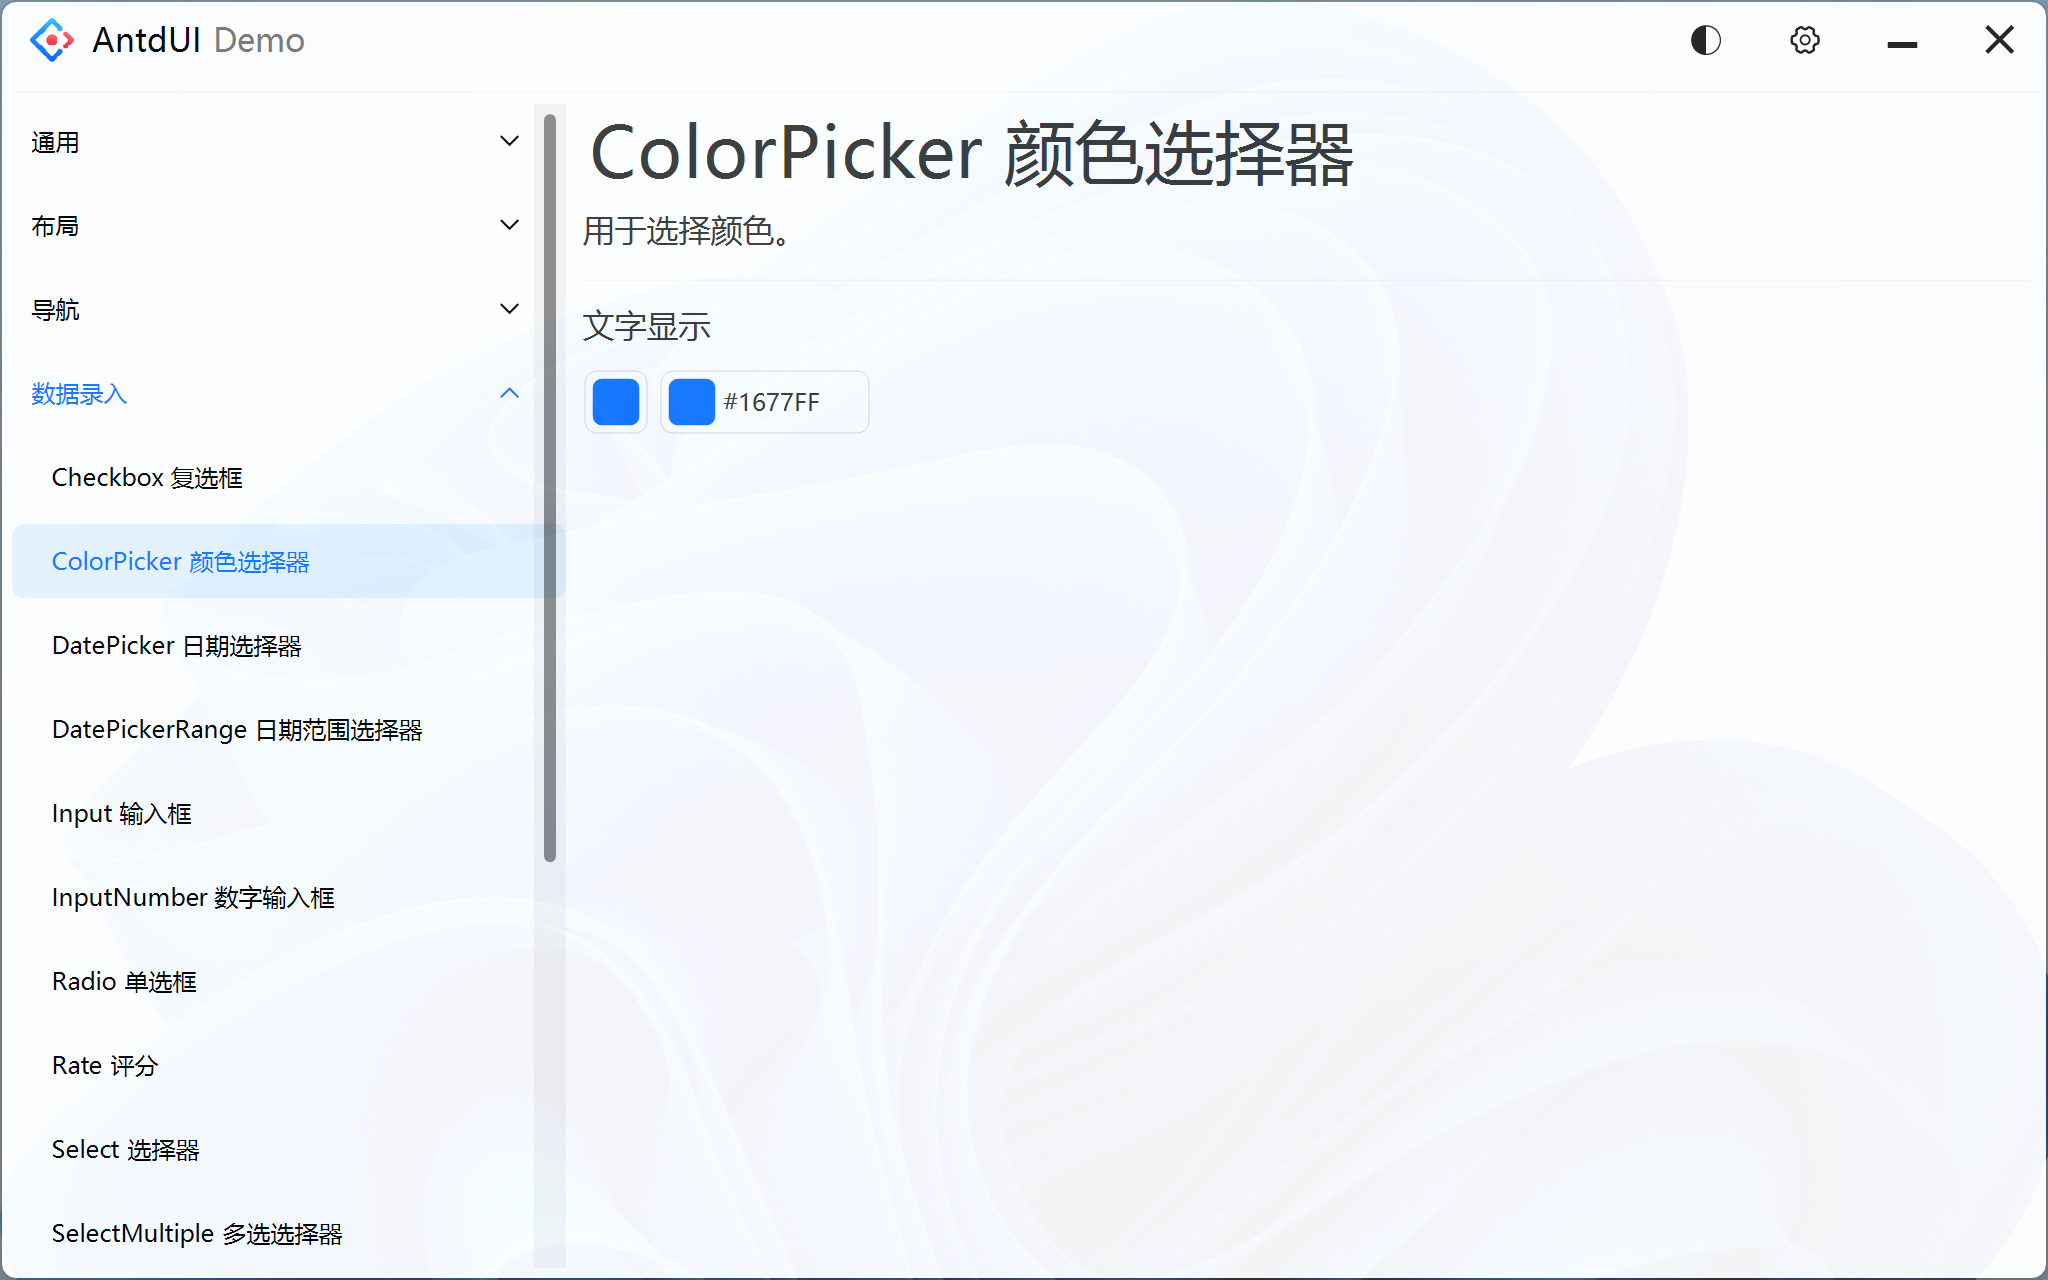 AntdUI Demo
通用
布局
导航
数据录入
Checkbox 复选框
ColorPicker 颜色选择器
DatePicker 日期选择器
DatePickerRange 日期范围选择器
Input 输入框
InputNumber 数字输入框
Radio 单选框
Rate 评分
Select 选择器
SelectMultiple 多选选择器
ColorPicker 颜色选择器
用于选择颜色。
文字显示
#1677FF